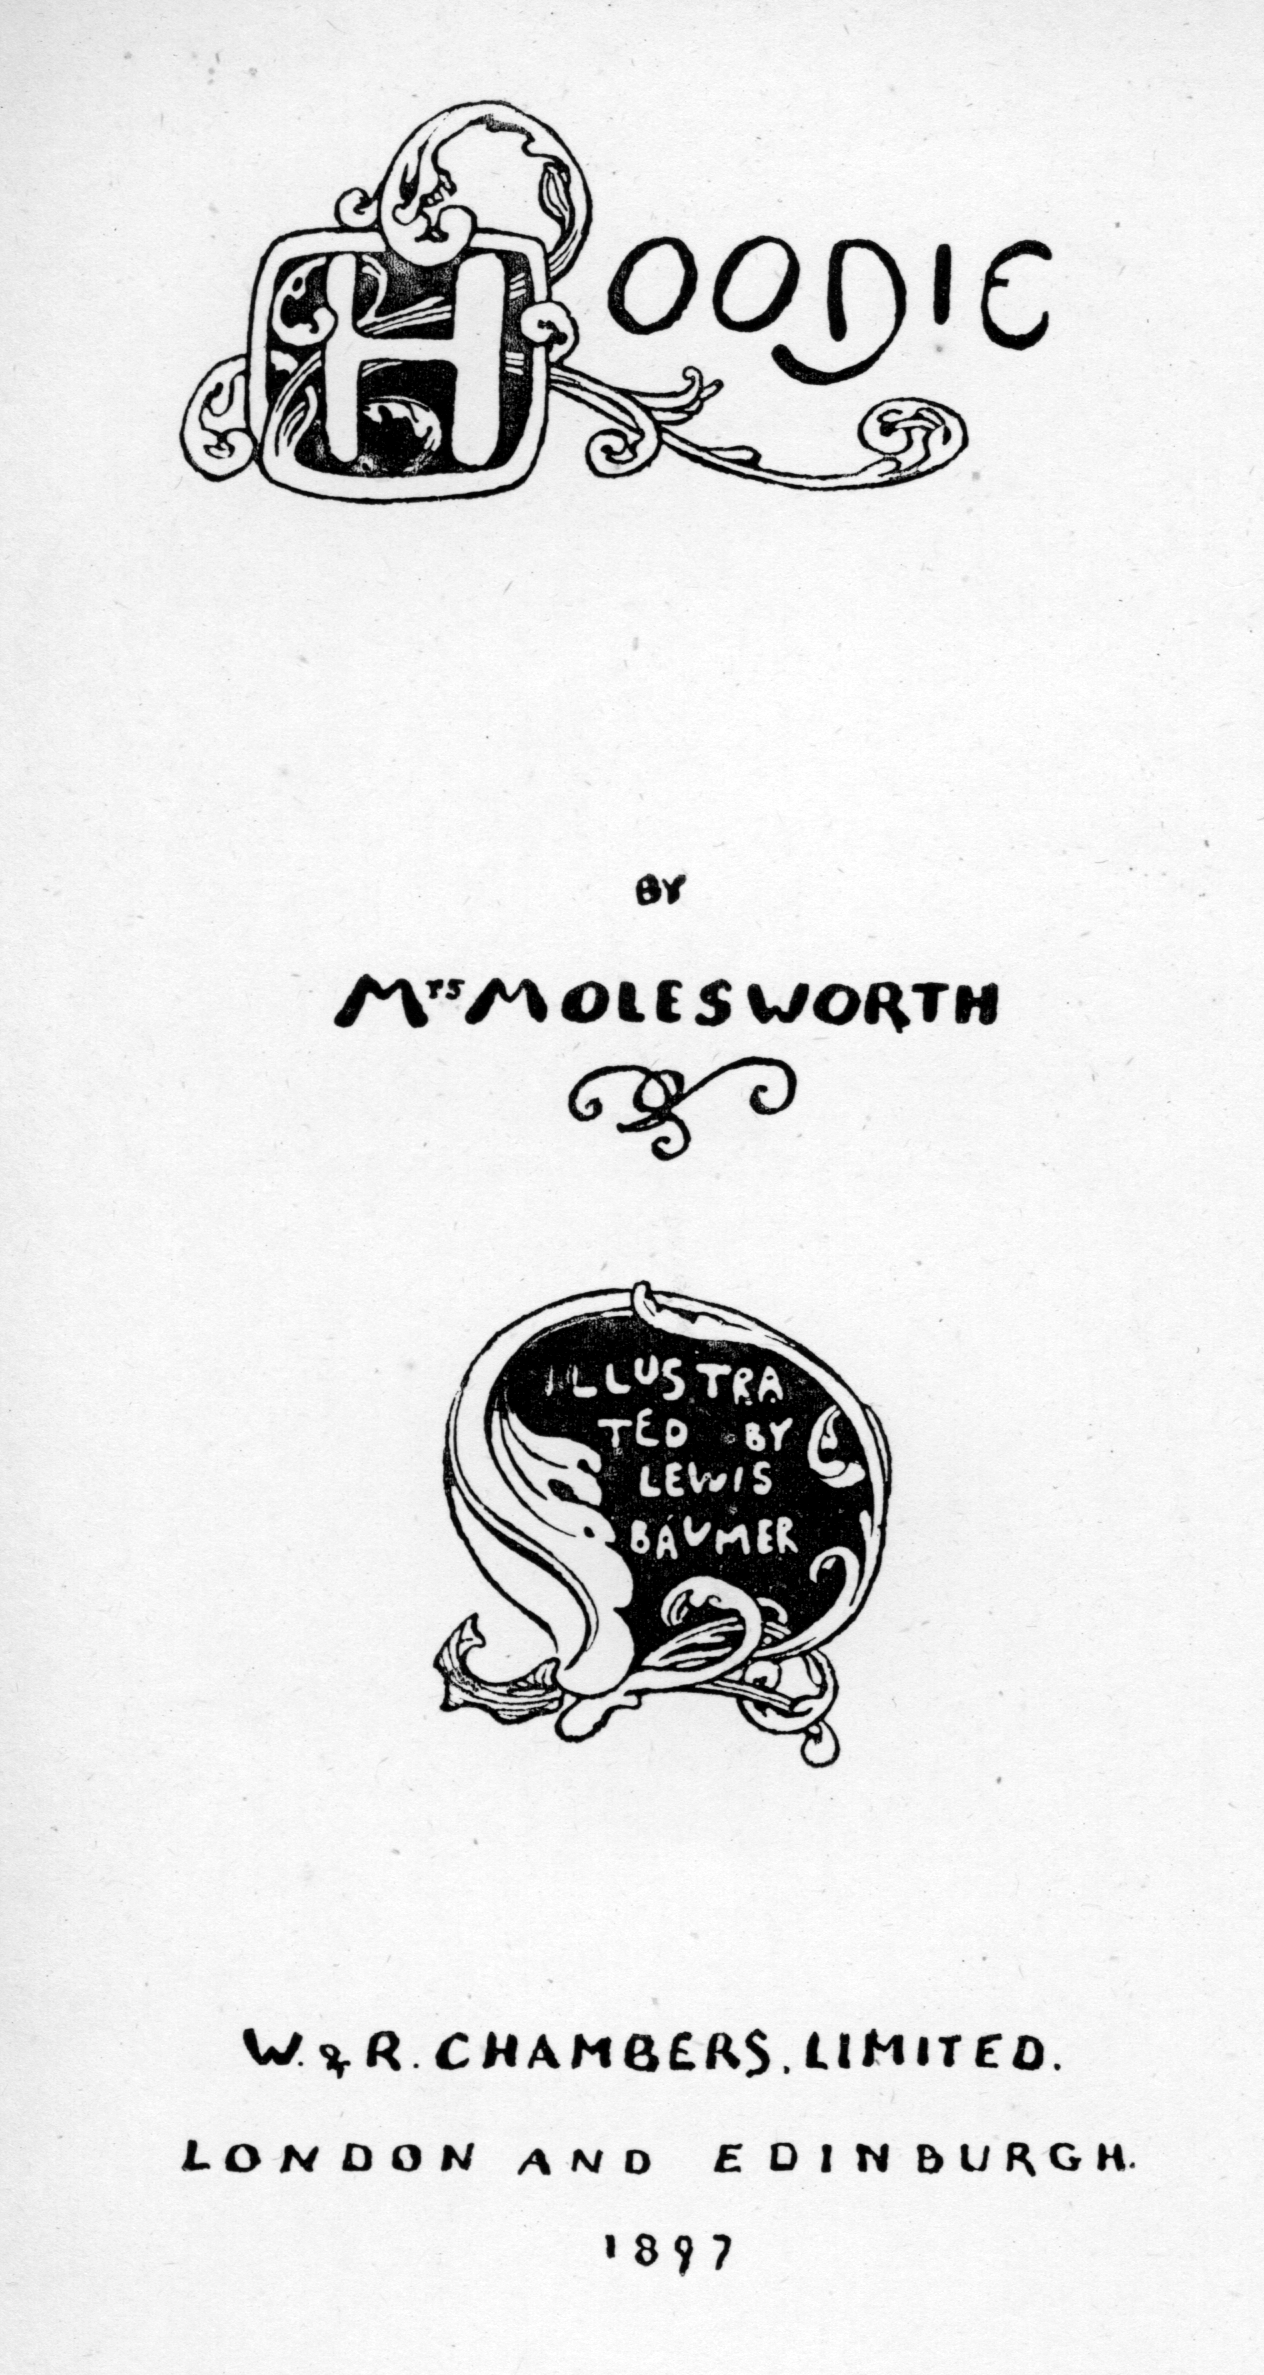 HOODIE
BY
Mrs MOLESWORTH
ILLUSTRA
TED BY
LEWIS
BAUMER
W. & R. CHAMBERS, LIMITED.
LONDON AND EDINBURGH.
1897